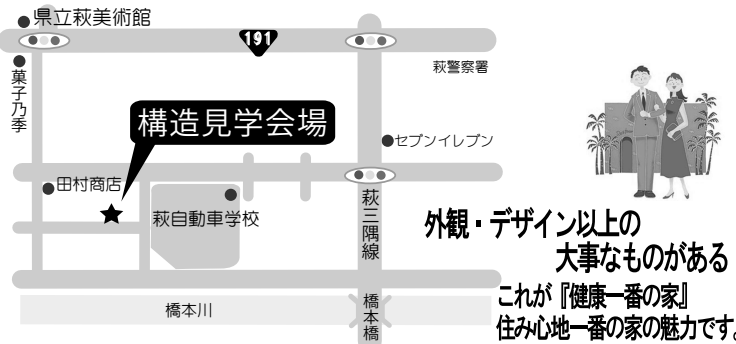 県立萩美術館
191
萩警察署
菓子乃季
構造見学会場
セブンイレブン
田村商店
萩自動車学校
萩三隅線
橋本川
橋本橋
外観・デザイン以上の
大事なものがある
これが『健康一番の家』
住み心地一番の家の魅力です。